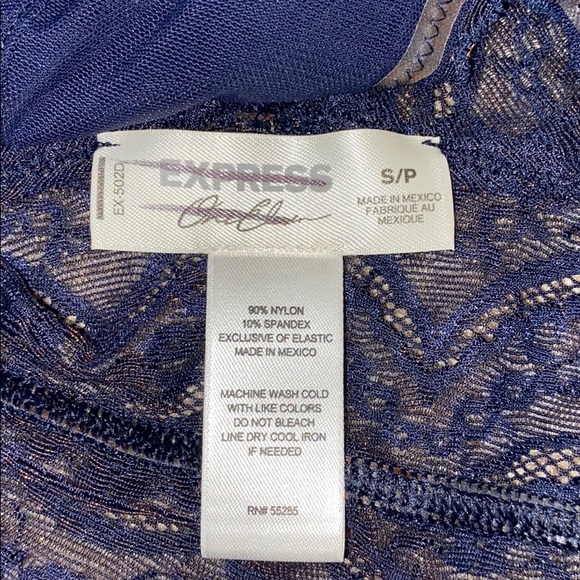 EX-502D
EXPRESS
S/P
MADE IN MEXICO
FABRIQUÉ AU
MEXIQUE
90% NYLON
10% SPANDEX
EXCLUSIVE OF ELASTIC
MADE IN MEXICO
MACHINE WASH COLD
WITH LIKE COLORS
DO NOT BLEACH
LINE DRY COOL IRON
IF NEEDED
RN# 55285